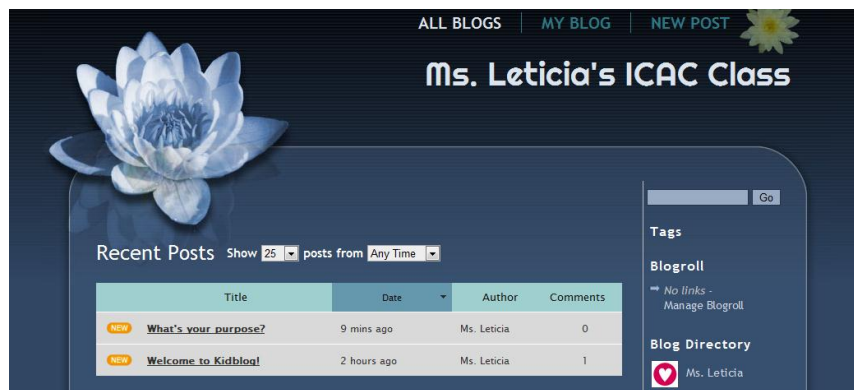 ALL BLOGS MY BLOG NEW POST
Ms. Leticia's ICAC Class
Go
Tags
Blogroll
No links -
Manage Blogroll
Blog Directory
Ms. Leticia
Recent Posts Show 25 posts from Any Time
Title Date Author Comments
NEW What's your purpose? 9 mins ago Ms. Leticia 0
NEW Welcome to Kidblog! 2 hours ago Ms. Leticia 1